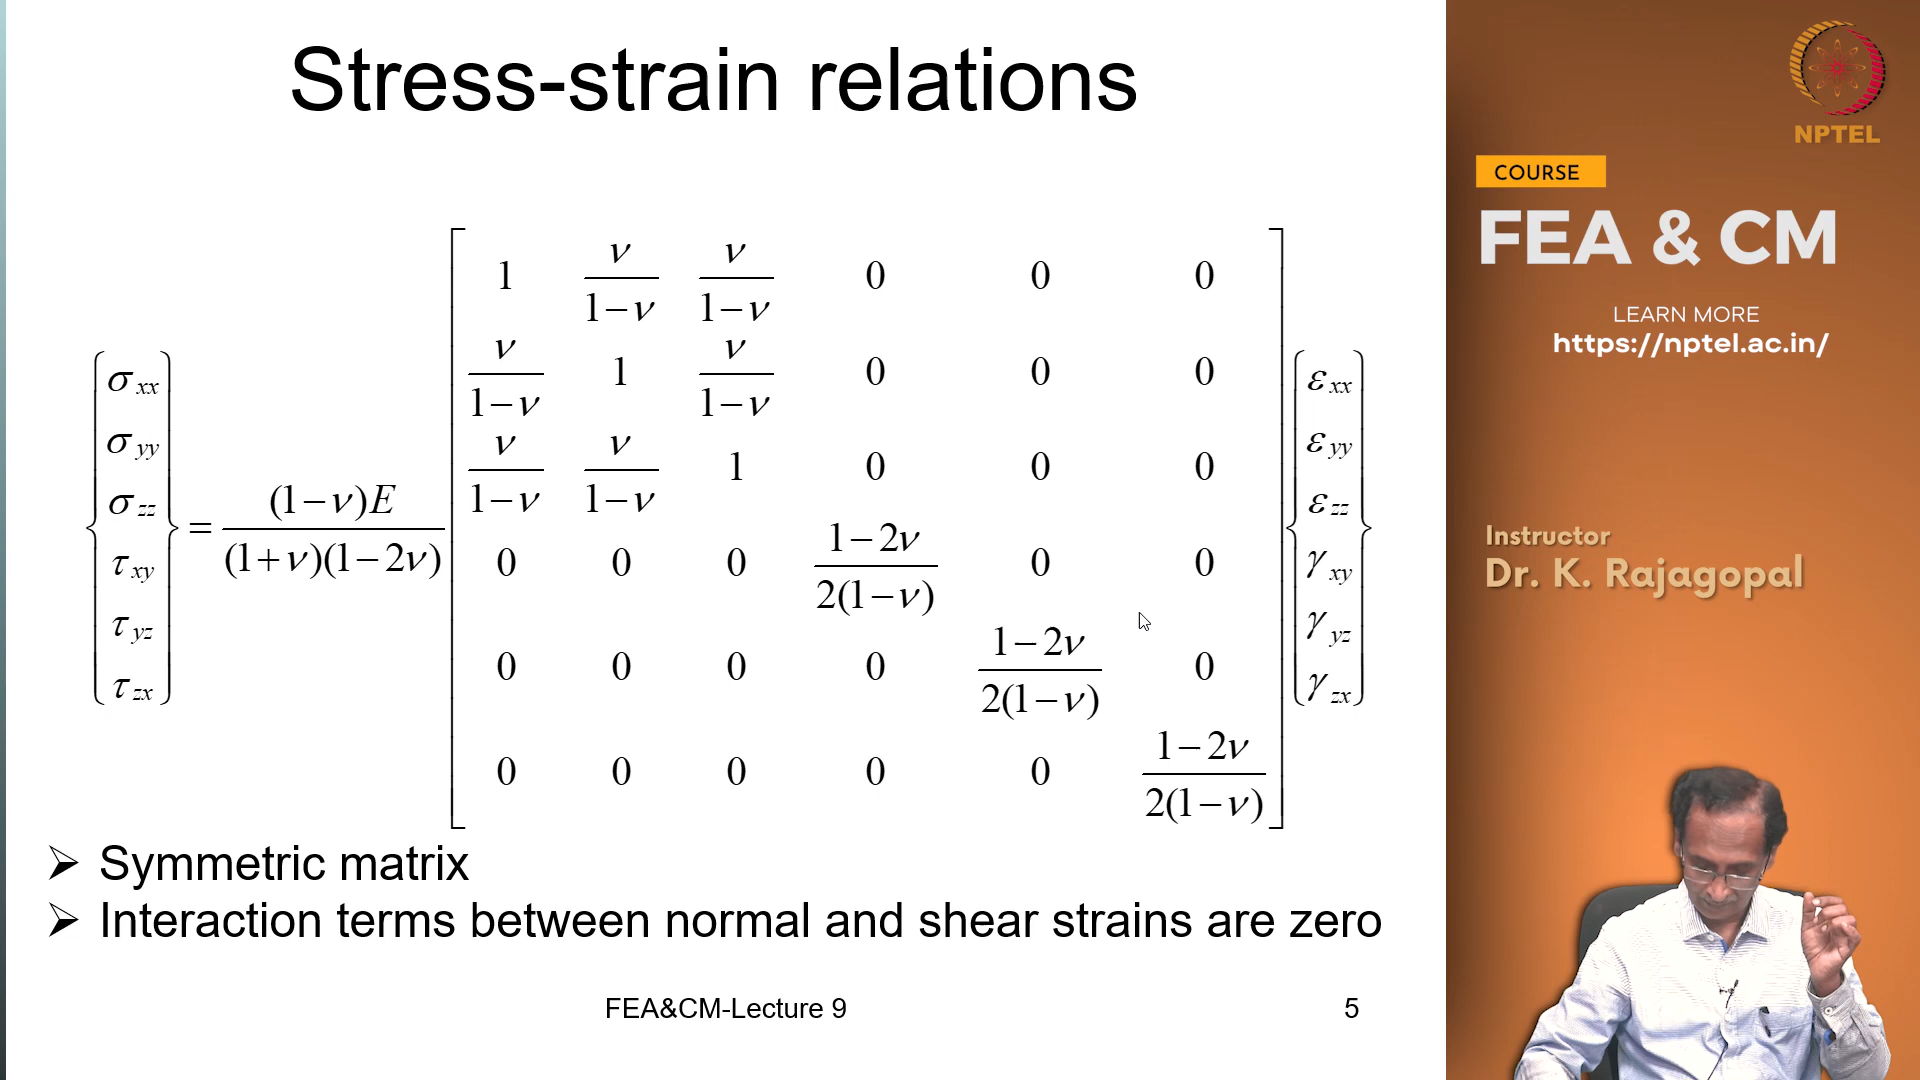 Stress-strain relations
σxx
σyy
σzz
τxy
τyz
τzx
=
(1−ν)E
(1+ν)(1−2ν)
1 ν/(1−ν) ν/(1−ν) 0 0 0
ν/(1−ν) 1 ν/(1−ν) 0 0 0
ν/(1−ν) ν/(1−ν) 1 0 0 0
0 0 0 (1−2ν)/2(1−ν) 0 0
0 0 0 0 (1−2ν)/2(1−ν) 0
0 0 0 0 0 (1−2ν)/2(1−ν)
εxx
εyy
εzz
γxy
γyz
γzx
➢ Symmetric matrix
➢ Interaction terms between normal and shear strains are zero
FEA&CM-Lecture 9
5
NPTEL
COURSE
FEA & CM
LEARN MORE
https://nptel.ac.in/
Instructor
Dr. K. Rajagopal